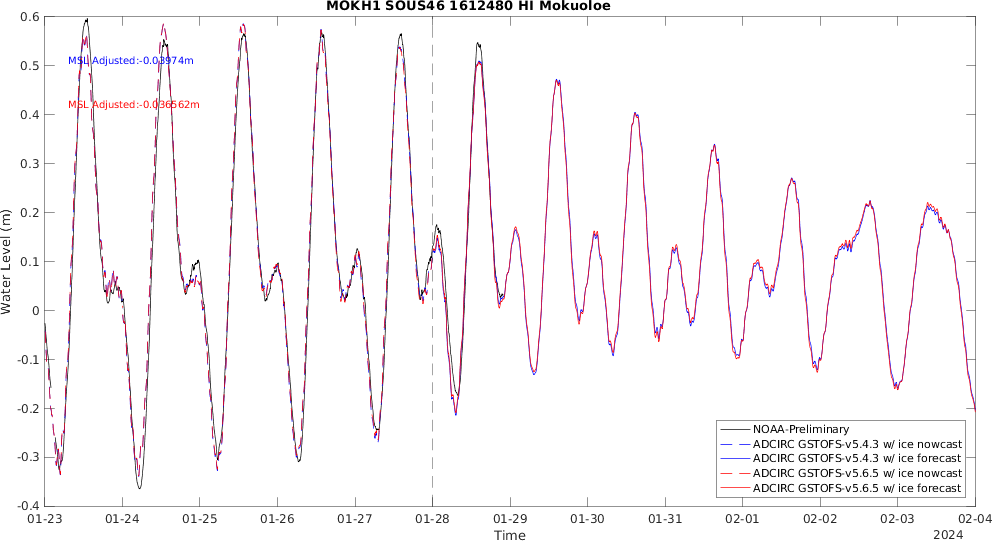 MOKH1 SOUS46 1612480 HI Mokuoloe
0.6
0.5
0.4
0.3
0.2
0.1
0
-0.1
-0.2
-0.3
-0.4
Water Level (m)
MSL Adjusted:-0.03974m
MSL Adjusted:-0.036562m
NOAA-Preliminary
ADCIRC GSTOFS-v5.4.3 w/ ice nowcast
ADCIRC GSTOFS-v5.4.3 w/ ice forecast
ADCIRC GSTOFS-v5.6.5 w/ ice nowcast
ADCIRC GSTOFS-v5.6.5 w/ ice forecast
01-23 01-24 01-25 01-26 01-27 01-28 01-29 01-30 01-31 02-01 02-02 02-03 02-04
Time
2024